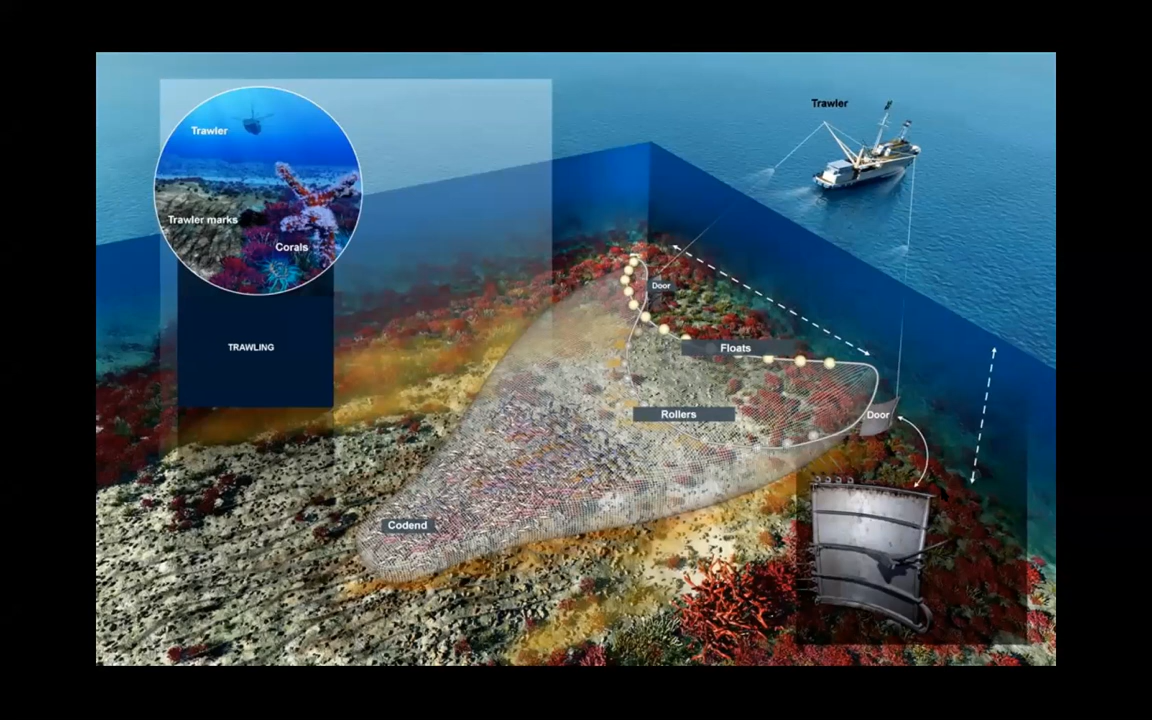 Trawler
Trawler
Trawler marks
Corals
Door
TRAWLING
Floats
Rollers
Door
Codend